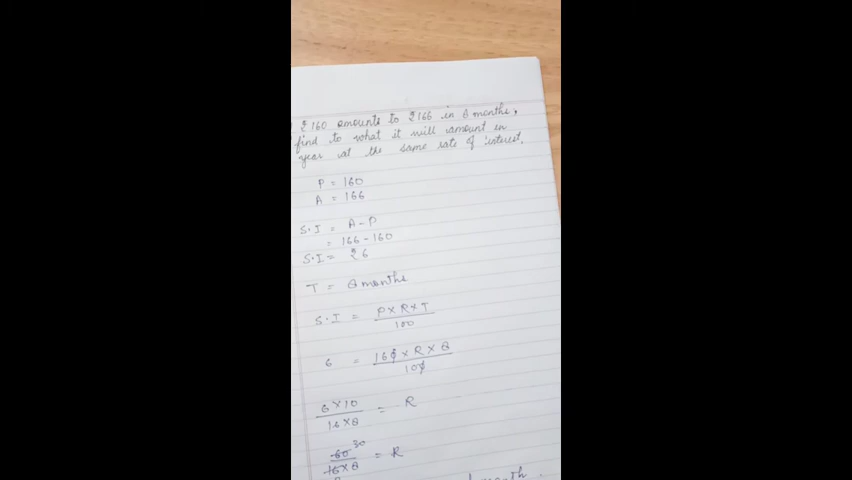 ₹160 amounts to ₹166 in 8 months,
find to what it will amount in
year at the same rate of interest.
P = 160
A = 166
S.I = A - P
= 166 - 160
S.I = ₹6
T = 8 months
S.I = P × R × T / 100
6 = 160 × R × 8 / 100
6 × 10 / 16 × 8 = R
60 30 / 16 × 8 = R
month.